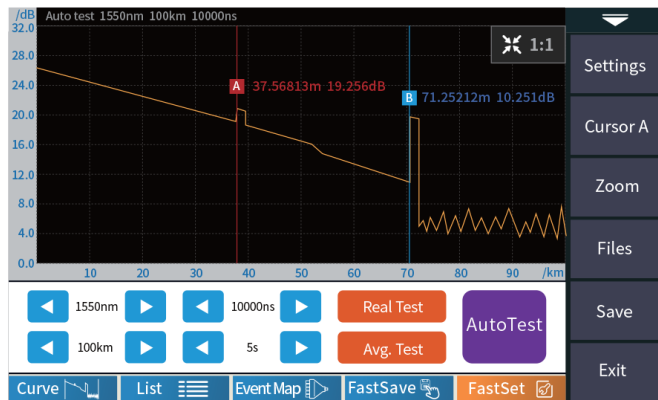 /dB Auto test 1550nm 100km 10000ns
32.0
28.0
24.0
20.0
16.0
12.0
8.0
4.0
0.0
1:1
A 37.56813m 19.256dB
B 71.25212m 10.251dB
10 20 30 40 50 60 70 80 90 /km
1550nm 10000ns Real Test
100km 5s Avg. Test
AutoTest
Settings
Cursor A
Zoom
Files
Save
Exit
Curve List Event Map FastSave FastSet